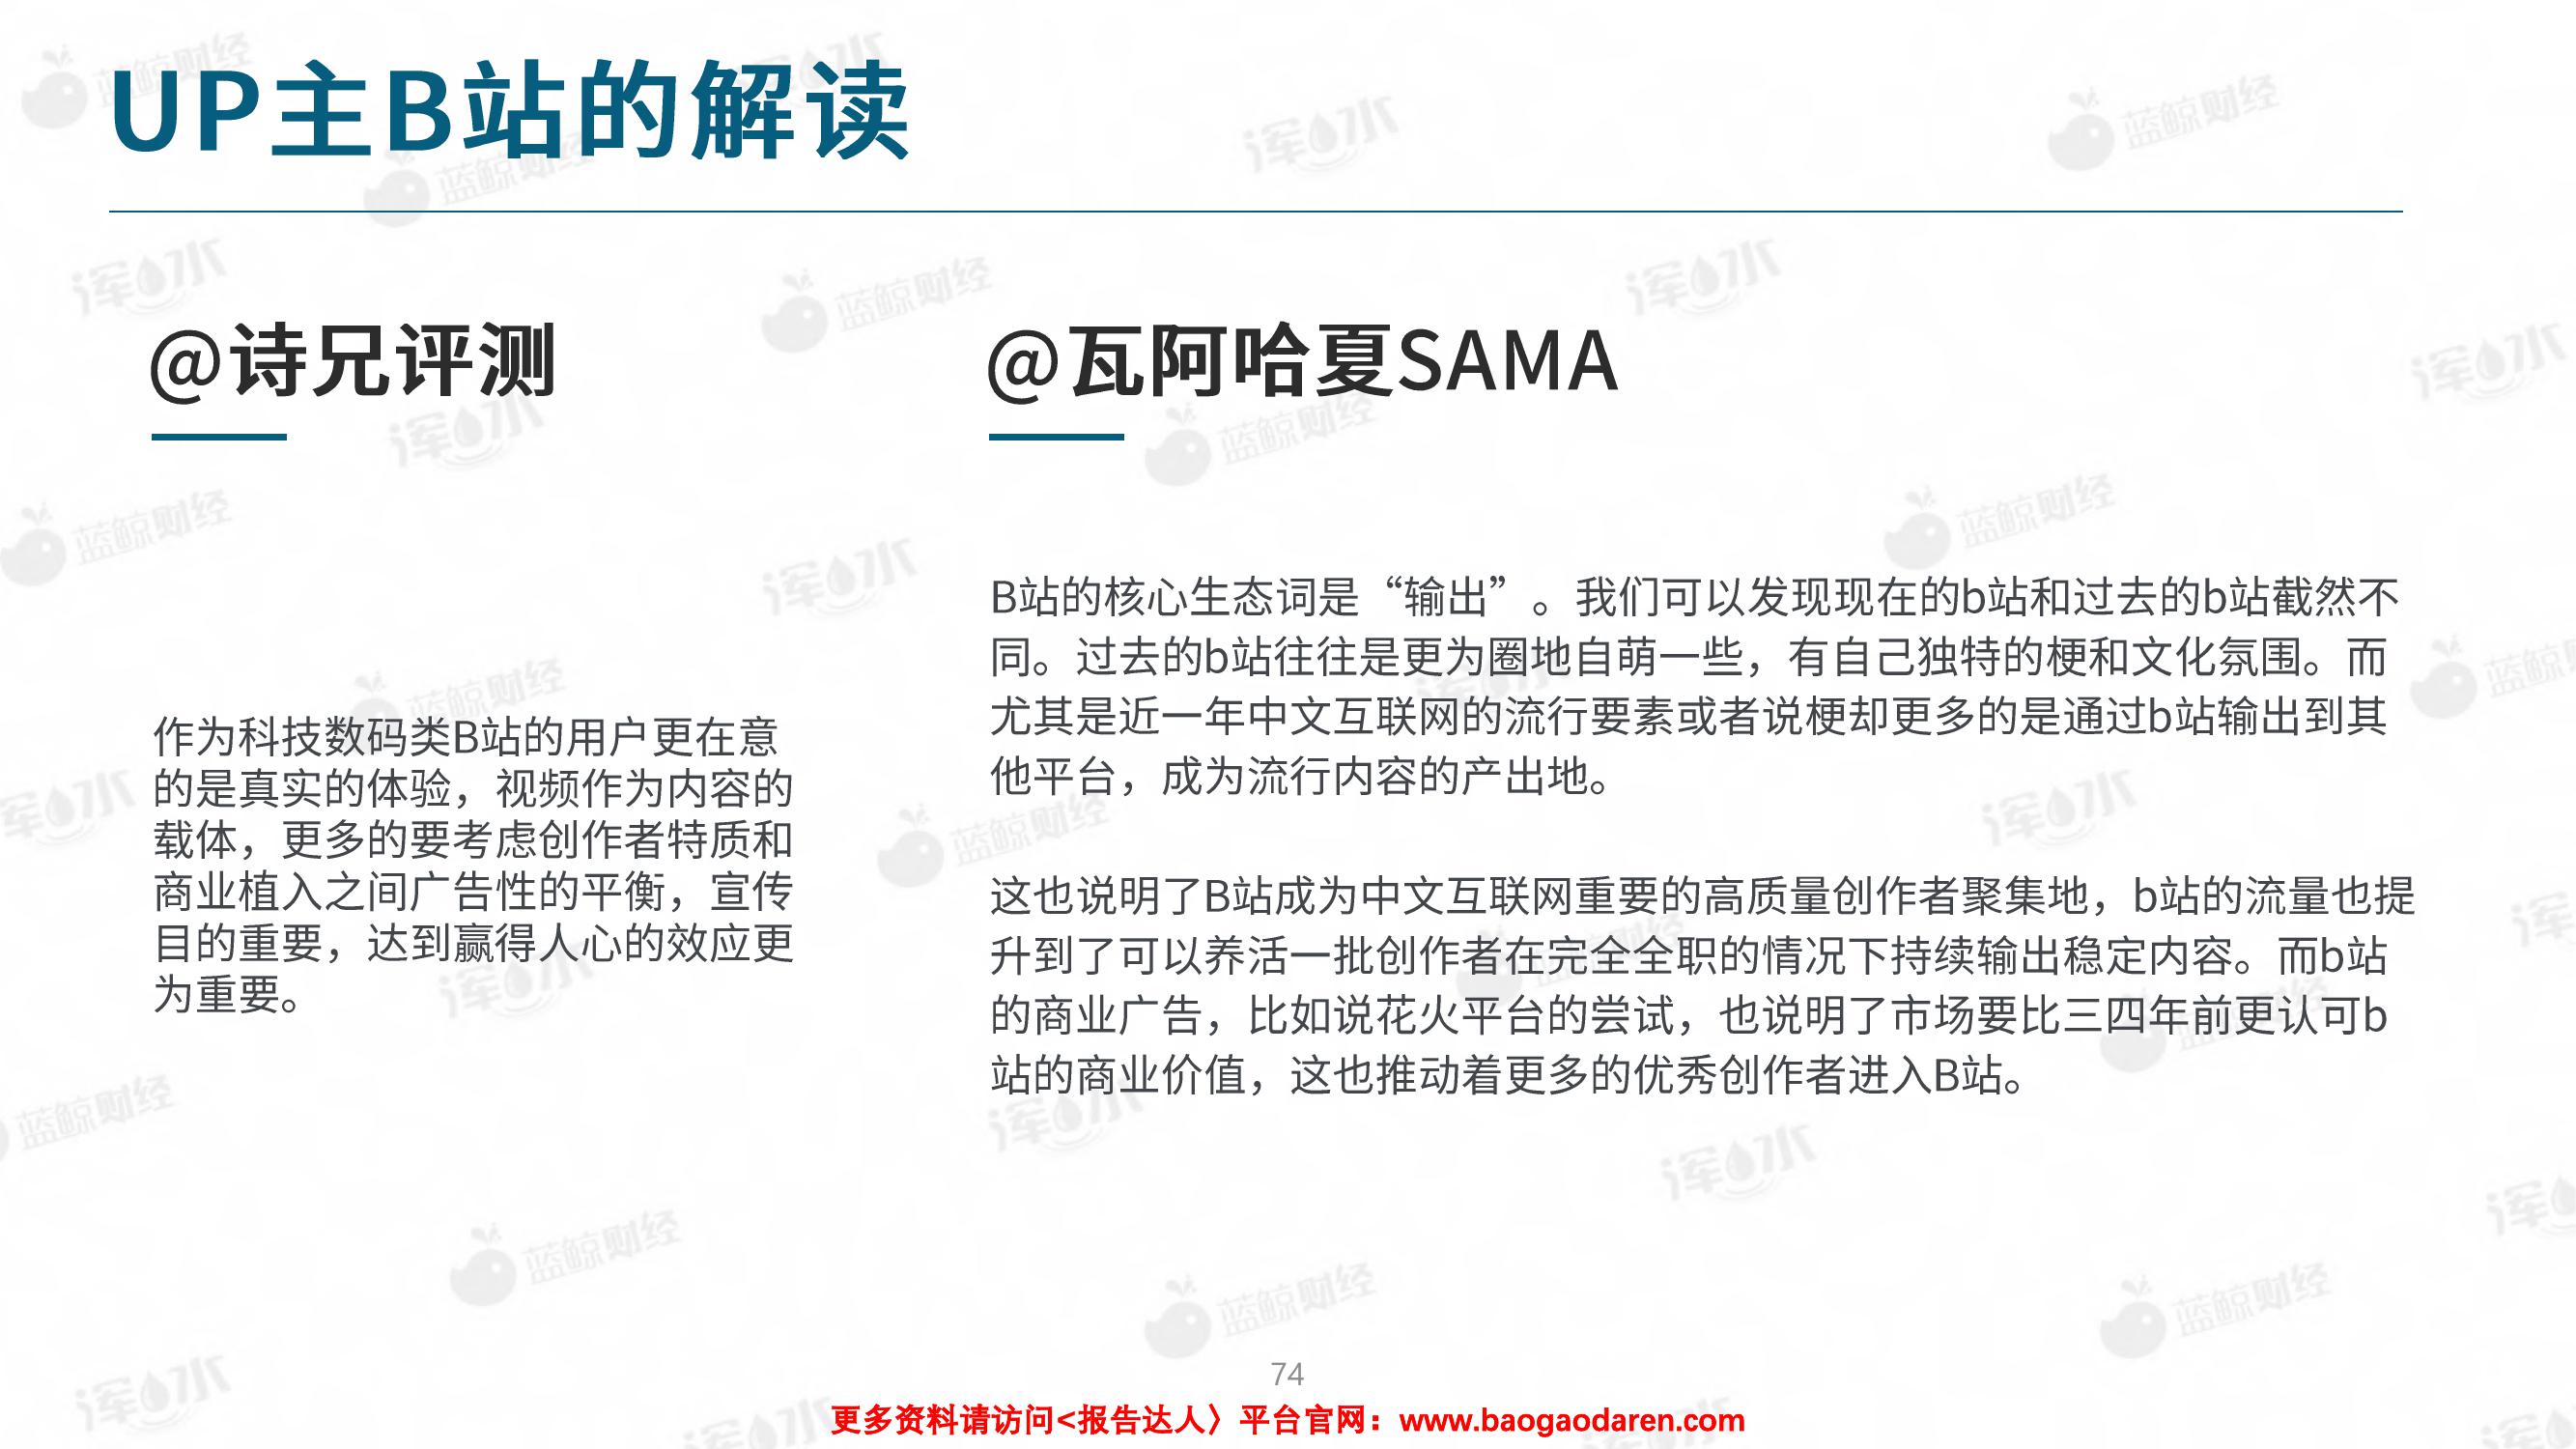 UP主B站的解读
@诗兄评测
作为科技数码类B站的用户更在意
的是真实的体验，视频作为内容的
载体，更多的要考虑创作者特质和
商业植入之间广告性的平衡，宣传
目的重要，达到赢得人心的效应更
为重要。
@瓦阿哈夏SAMA
B站的核心生态词是“输出”。我们可以发现现在的b站和过去的b站截然不
同。过去的b站往往是更为圈地自萌一些，有自己独特的梗和文化氛围。而
尤其是近一年中文互联网的流行要素或者说梗却更多的是通过b站输出到其
他平台，成为流行内容的产出地。
这也说明了B站成为中文互联网重要的高质量创作者聚集地，b站的流量也提
升到了可以养活一批创作者在完全全职的情况下持续输出稳定内容。而b站
的商业广告，比如说花火平台的尝试，也说明了市场要比三四年前更认可b
站的商业价值，这也推动着更多的优秀创作者进入B站。
74
更多资料请访问<报告达人〉平台官网：www.baogaodaren.com
蓝鲸财经
浑水